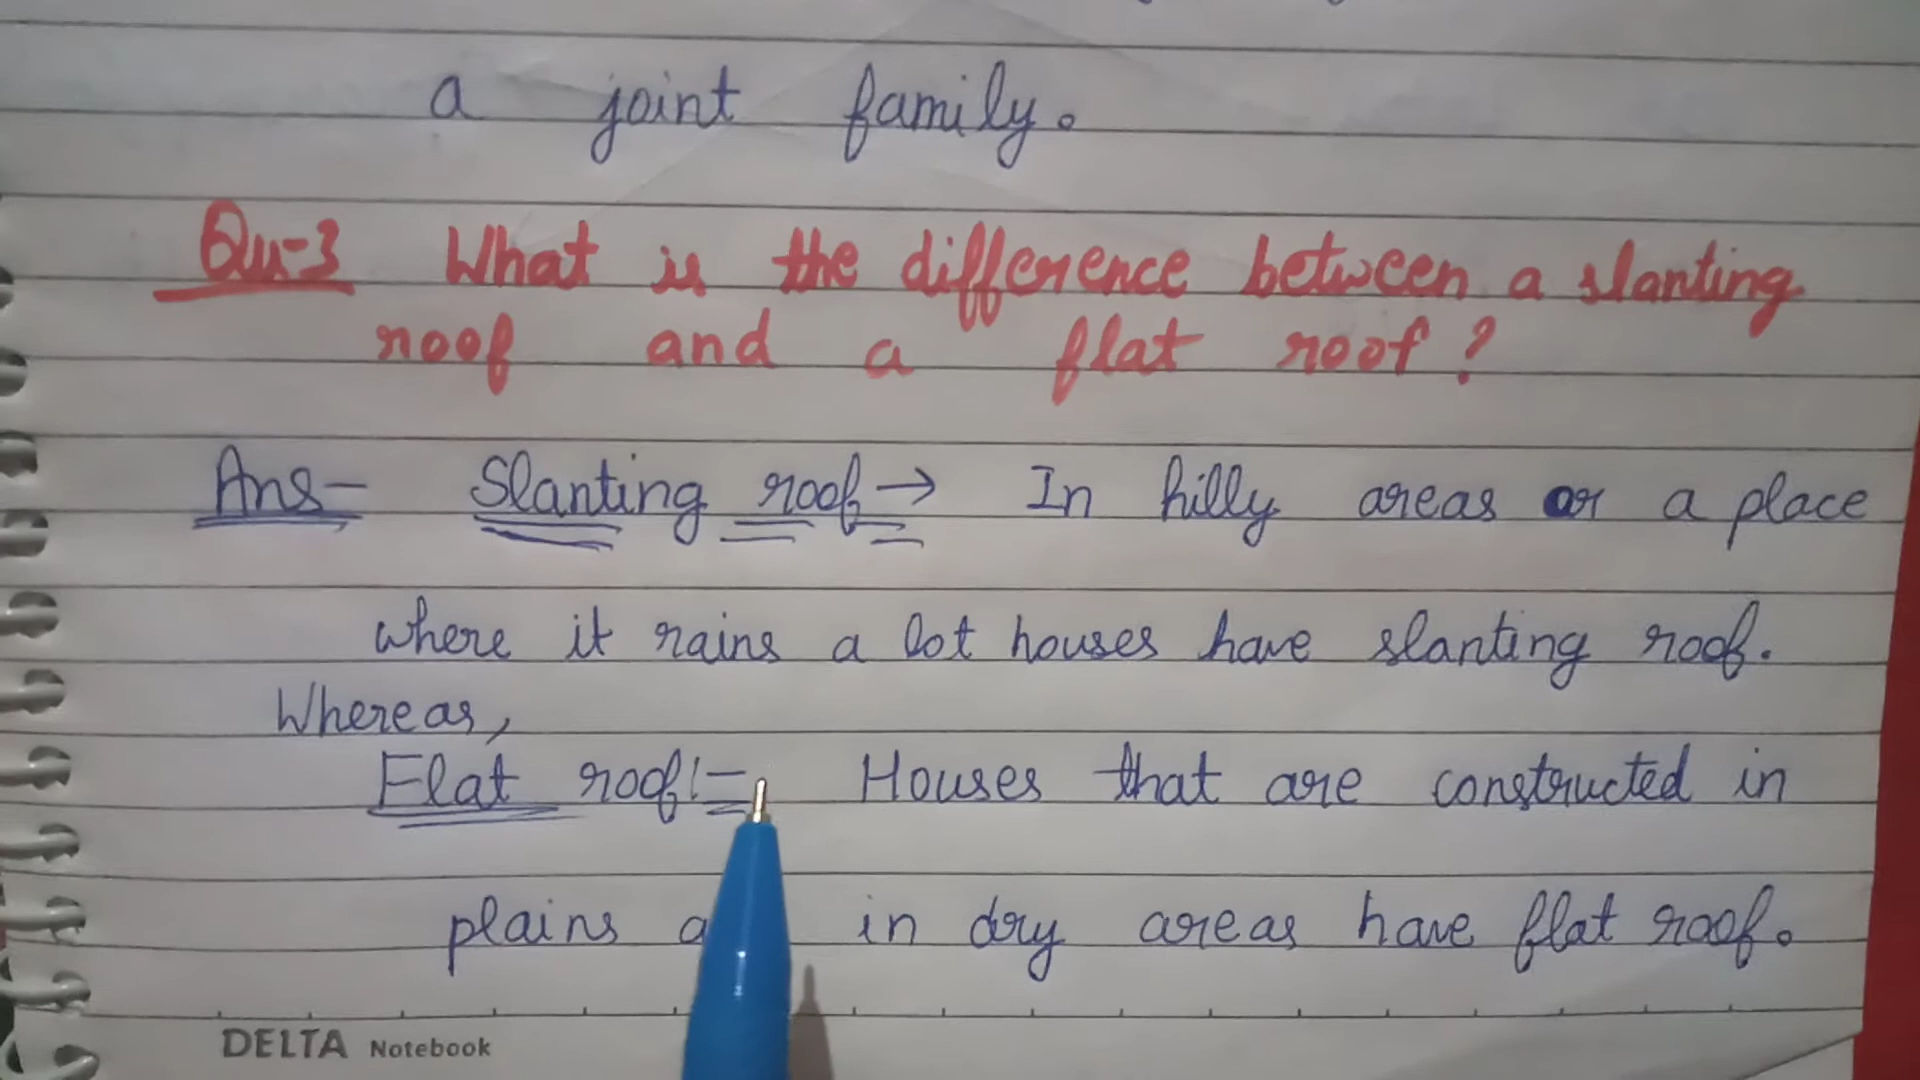 a joint family.
Qu-3 What is the difference between a slanting
roof and a flat roof?
Ans- Slanting roof→ In hilly areas or a place
where it rains a lot houses have slanting roof.
Whereas,
Flat roof:- Houses that are constructed in
plains in dry areas have flat roof.
DELTA Notebook